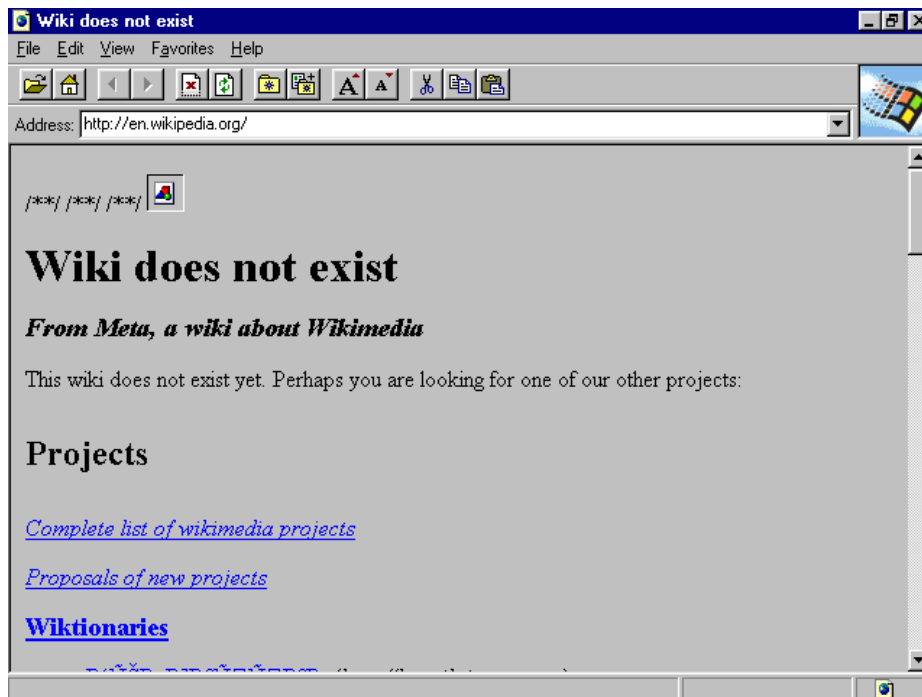 Wiki does not exist
File Edit View Favorites Help
Address: http://en.wikipedia.org/
/**/ /**/ /**/
Wiki does not exist
From Meta, a wiki about Wikimedia
This wiki does not exist yet. Perhaps you are looking for one of our other projects:
Projects
Complete list of wikimedia projects
Proposals of new projects
Wiktionaries